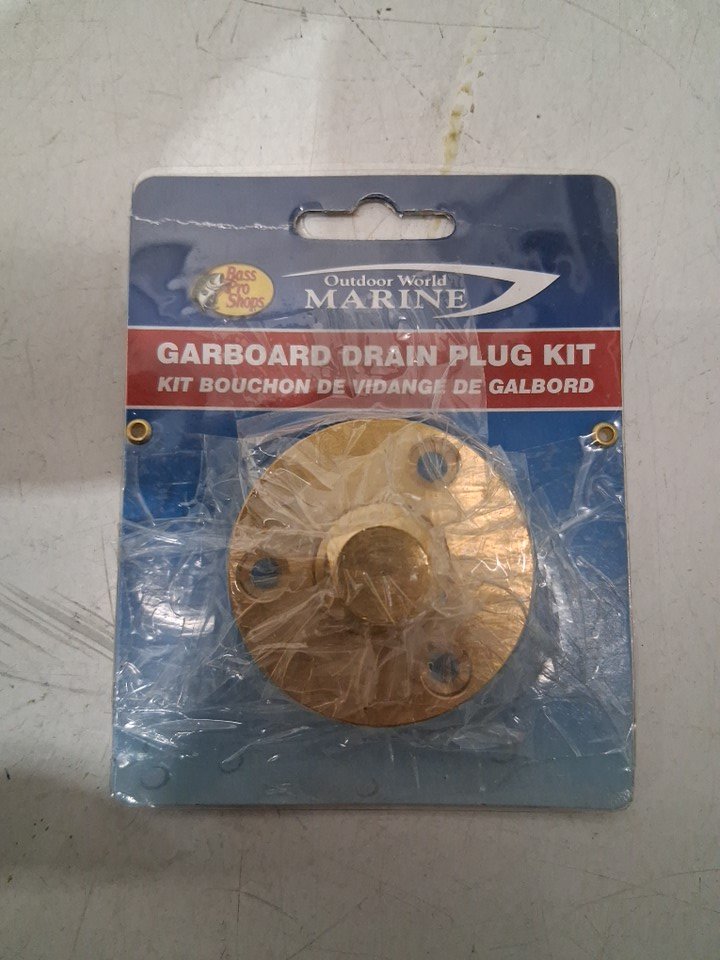 Bass
Pro
Shops
Outdoor World
MARINE
GARBOARD DRAIN PLUG KIT
KIT BOUCHON DE VIDANGE DE GALBORD